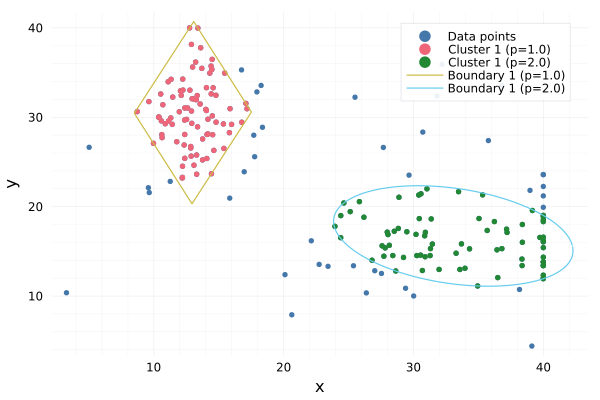 40
30
20
10
10
20
30
40
x
y
Data points
Cluster 1 (p=1.0)
Cluster 1 (p=2.0)
Boundary 1 (p=1.0)
Boundary 1 (p=2.0)